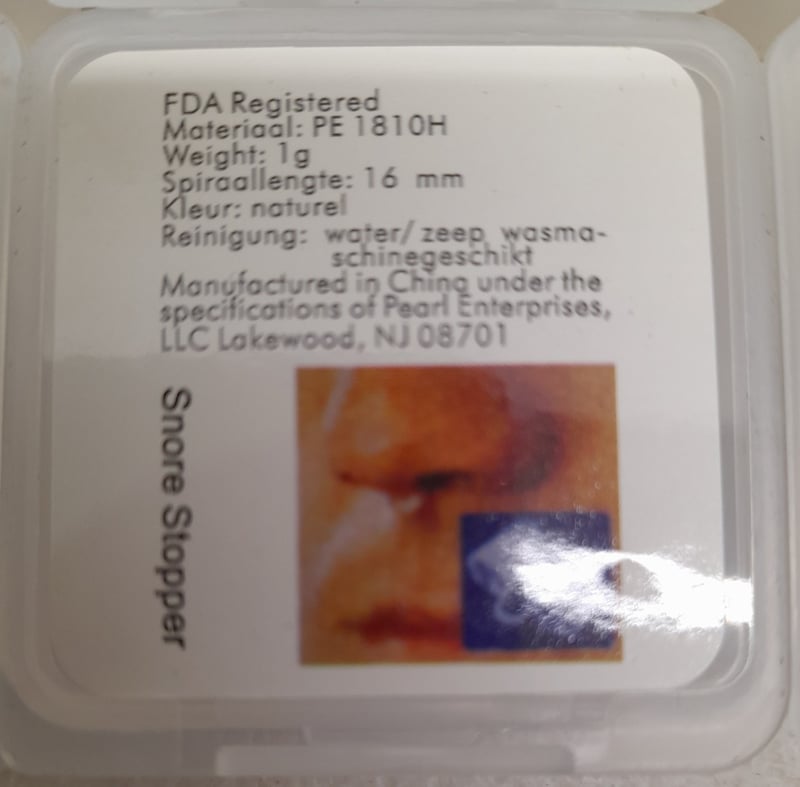 FDA Registered
Materiaal: PE 1810H
Weight: 1g
Spiraallengte: 16 mm
Kleur: naturel
Reinigung: water/ zeep, wasma-
schinegeschikt
Manufactured in China under the
specifications of Pearl Enterprises,
LLC Lakewood, NJ 08701
Snore Stopper